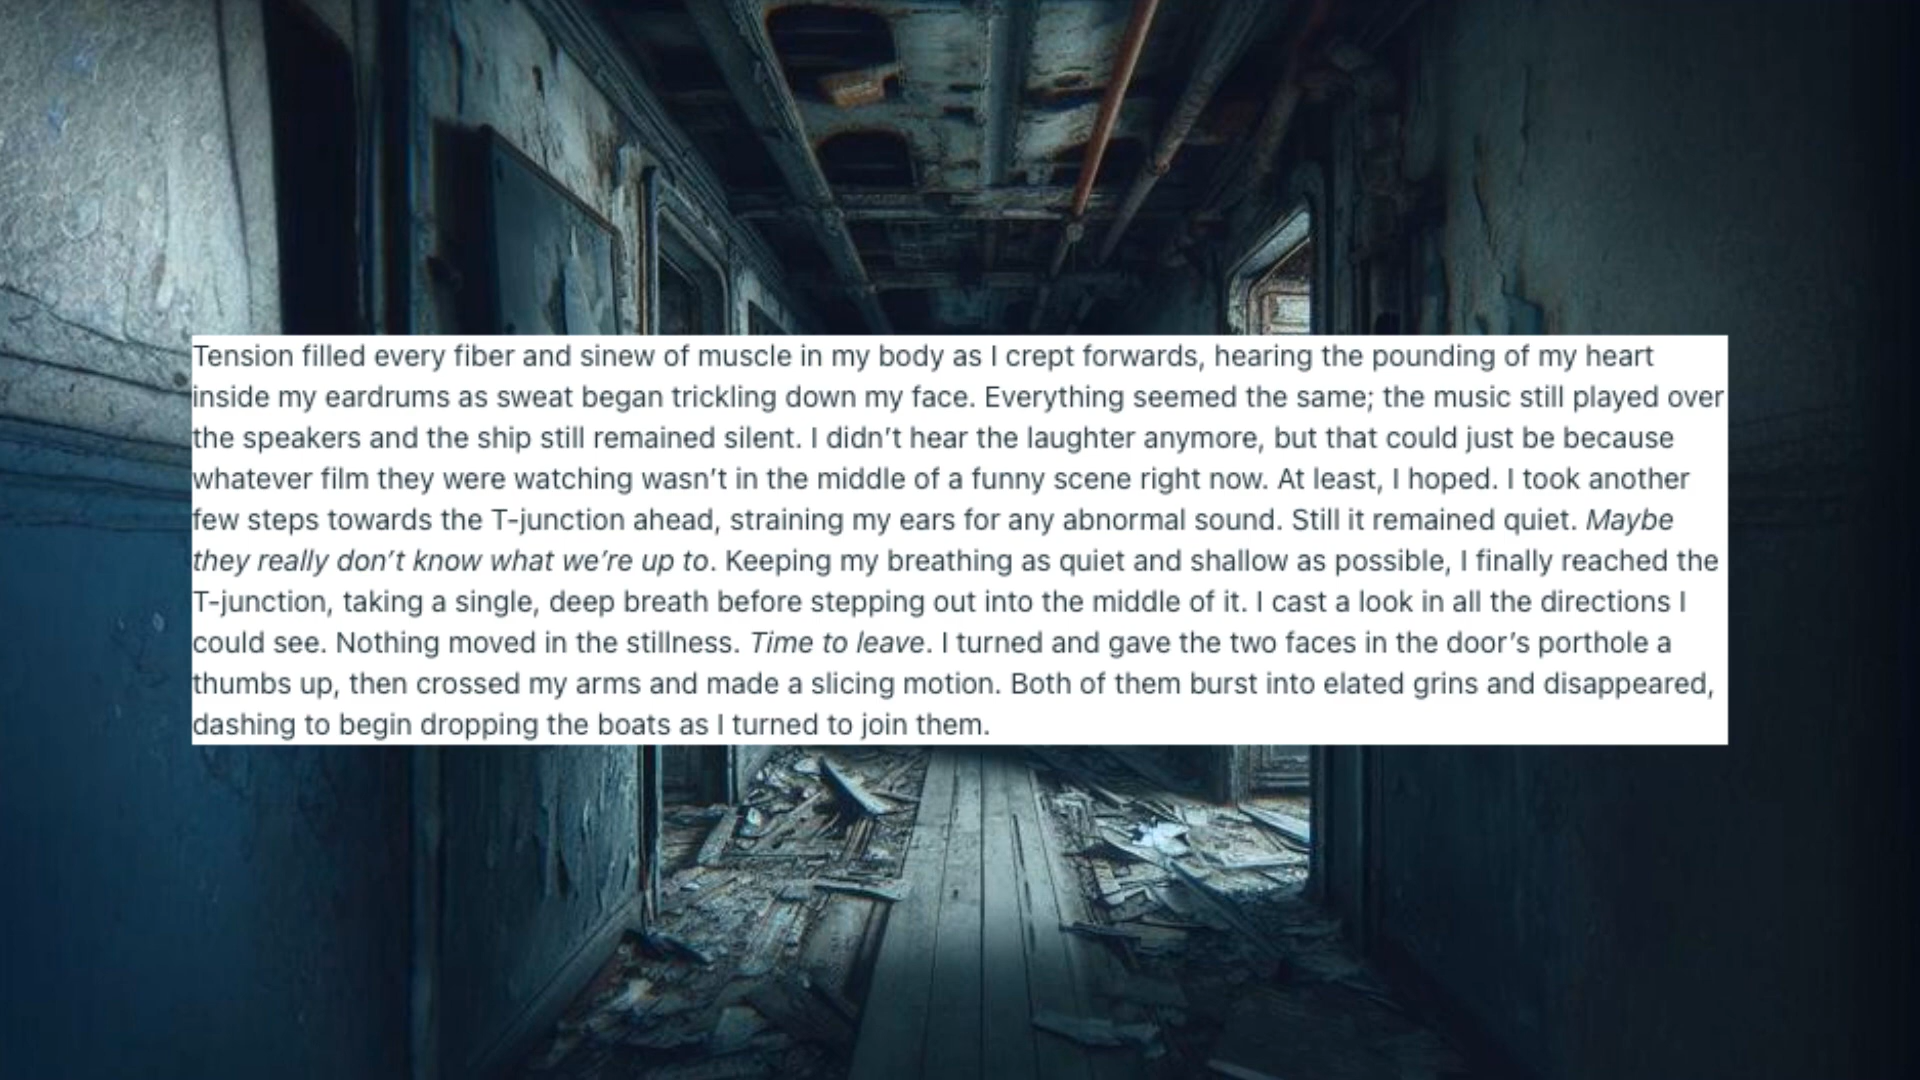 Tension filled every fiber and sinew of muscle in my body as I crept forwards, hearing the pounding of my heart
inside my eardrums as sweat began trickling down my face. Everything seemed the same; the music still played over
the speakers and the ship still remained silent. I didn’t hear the laughter anymore, but that could just be because
whatever film they were watching wasn’t in the middle of a funny scene right now. At least, I hoped. I took another
few steps towards the T-junction ahead, straining my ears for any abnormal sound. Still it remained quiet. Maybe
they really don’t know what we’re up to. Keeping my breathing as quiet and shallow as possible, I finally reached the
T-junction, taking a single, deep breath before stepping out into the middle of it. I cast a look in all the directions I
could see. Nothing moved in the stillness. Time to leave. I turned and gave the two faces in the door’s porthole a
thumbs up, then crossed my arms and made a slicing motion. Both of them burst into elated grins and disappeared,
dashing to begin dropping the boats as I turned to join them.